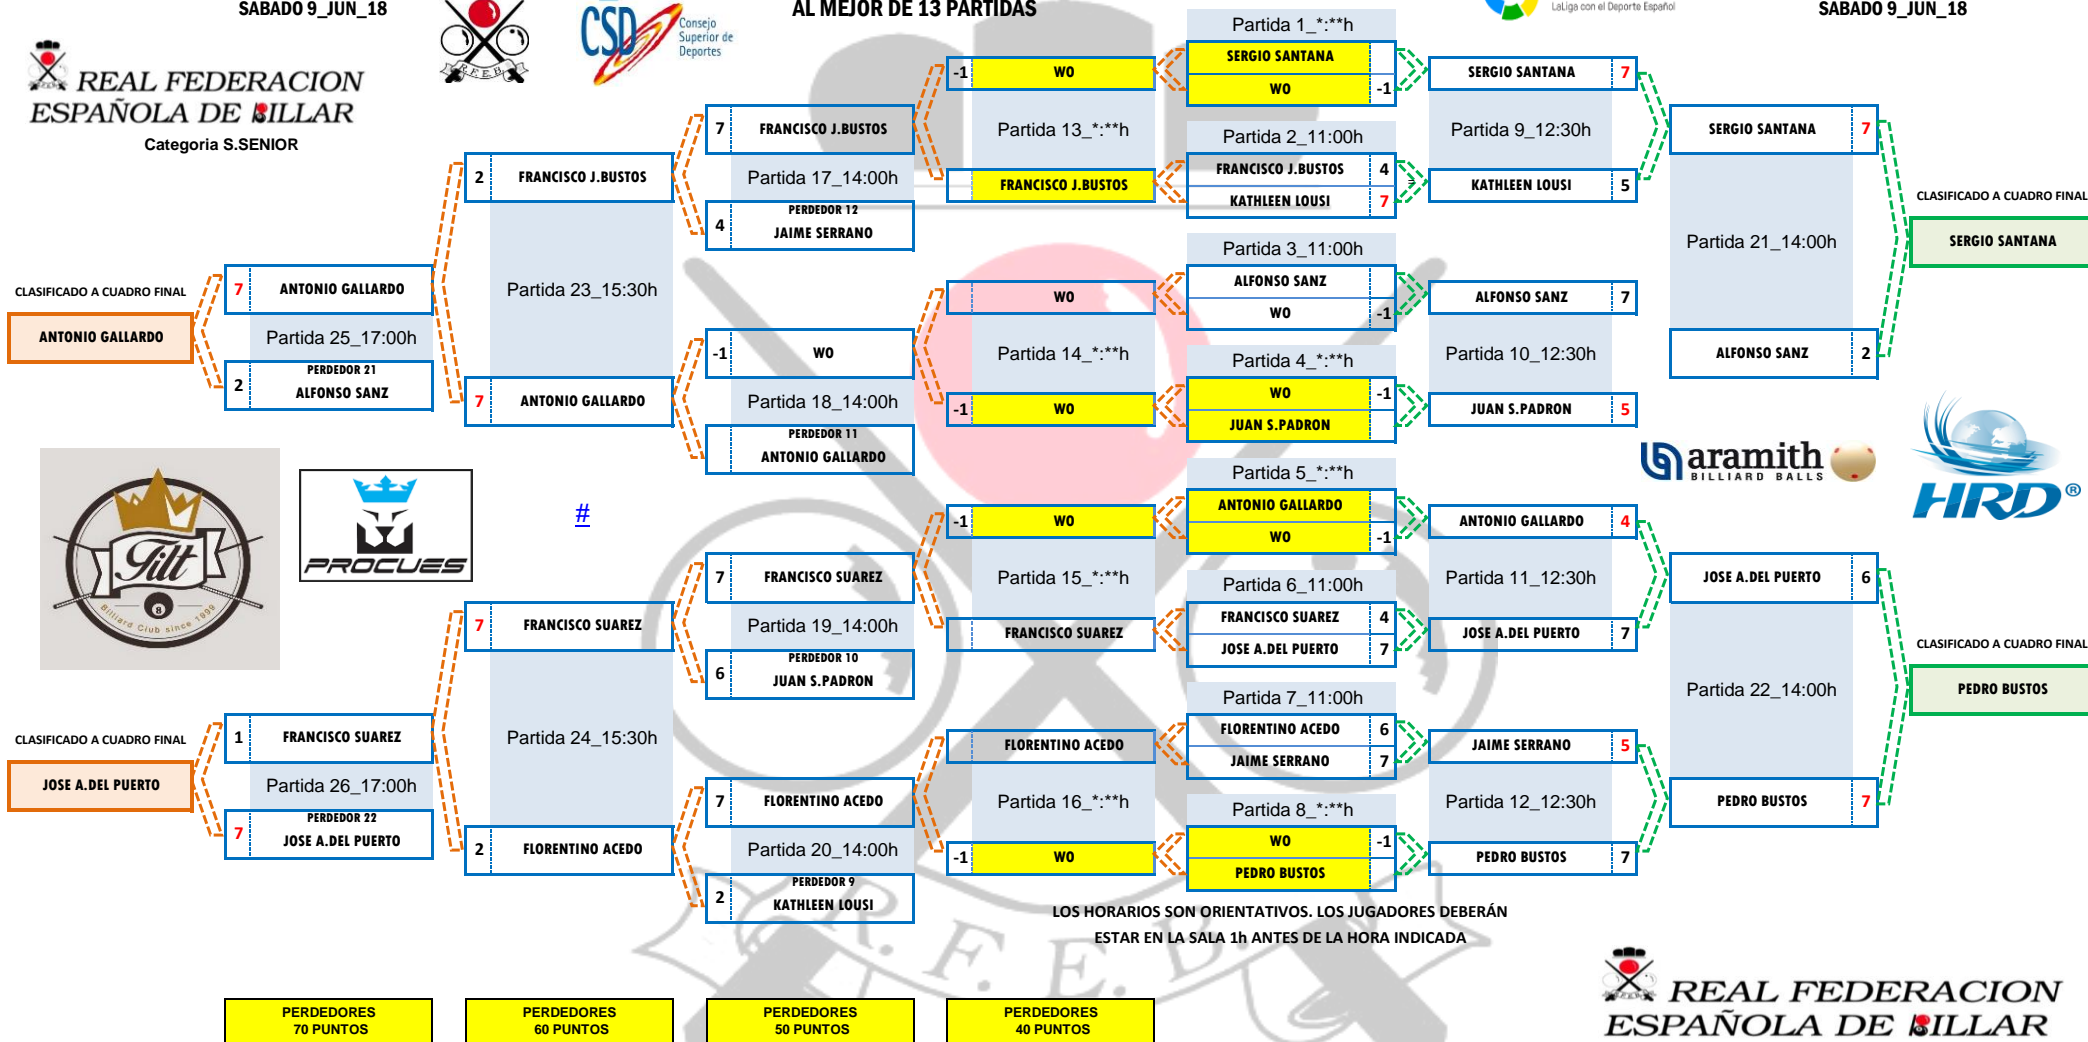 SABADO 9_JUN_18
AL MEJOR DE 13 PARTIDAS
SABADO 9_JUN_18
R.E.E.B.
CSD
Consejo
Superior de
Deportes
LaLiga con el Deporte Español
REAL FEDERACION
ESPAÑOLA DE BILLAR
Categoria S.SENIOR
Partida 1_*:**h
SERGIO SANTANA
WO -1
Partida 2_11:00h
FRANCISCO J.BUSTOS 4
KATHLEEN LOUSI 7
Partida 3_11:00h
ALFONSO SANZ
WO -1
Partida 4_*:**h
WO -1
JUAN S.PADRON
Partida 5_*:**h
ANTONIO GALLARDO
WO -1
Partida 6_11:00h
FRANCISCO SUAREZ 4
JOSE A.DEL PUERTO 7
Partida 7_11:00h
FLORENTINO ACEDO 6
JAIME SERRANO 7
Partida 8_*:**h
WO -1
PEDRO BUSTOS
SERGIO SANTANA 7
Partida 9_12:30h
KATHLEEN LOUSI 5
ALFONSO SANZ 7
Partida 10_12:30h
JUAN S.PADRON 5
ANTONIO GALLARDO 4
Partida 11_12:30h
JOSE A.DEL PUERTO 7
JAIME SERRANO 5
Partida 12_12:30h
PEDRO BUSTOS 7
SERGIO SANTANA 7
Partida 21_14:00h
ALFONSO SANZ 2
JOSE A.DEL PUERTO 6
Partida 22_14:00h
PEDRO BUSTOS 7
CLASIFICADO A CUADRO FINAL
SERGIO SANTANA
CLASIFICADO A CUADRO FINAL
PEDRO BUSTOS
-1 WO
Partida 13_*:**h
FRANCISCO J.BUSTOS
WO
Partida 14_*:**h
-1 WO
-1 WO
Partida 15_*:**h
FRANCISCO SUAREZ
FLORENTINO ACEDO
Partida 16_*:**h
-1 WO
7 FRANCISCO J.BUSTOS
Partida 17_14:00h
PERDEDOR 12
4 JAIME SERRANO
-1 WO
Partida 18_14:00h
PERDEDOR 11
ANTONIO GALLARDO
7 FRANCISCO SUAREZ
Partida 19_14:00h
PERDEDOR 10
6 JUAN S.PADRON
7 FLORENTINO ACEDO
Partida 20_14:00h
PERDEDOR 9
2 KATHLEEN LOUSI
2 FRANCISCO J.BUSTOS
Partida 23_15:30h
7 ANTONIO GALLARDO
7 FRANCISCO SUAREZ
Partida 24_15:30h
2 FLORENTINO ACEDO
7 ANTONIO GALLARDO
Partida 25_17:00h
PERDEDOR 21
2 ALFONSO SANZ
1 FRANCISCO SUAREZ
Partida 26_17:00h
PERDEDOR 22
7 JOSE A.DEL PUERTO
CLASIFICADO A CUADRO FINAL
ANTONIO GALLARDO
CLASIFICADO A CUADRO FINAL
JOSE A.DEL PUERTO
Tilt
8
Billiard Club since 1999
PROCUES
#
aramith
BILLIARD BALLS
HRD®
R. F. E. B.
LOS HORARIOS SON ORIENTATIVOS. LOS JUGADORES DEBERÁN
ESTAR EN LA SALA 1h ANTES DE LA HORA INDICADA
PERDEDORES
70 PUNTOS
PERDEDORES
60 PUNTOS
PERDEDORES
50 PUNTOS
PERDEDORES
40 PUNTOS
REAL FEDERACION
ESPAÑOLA DE BILLAR